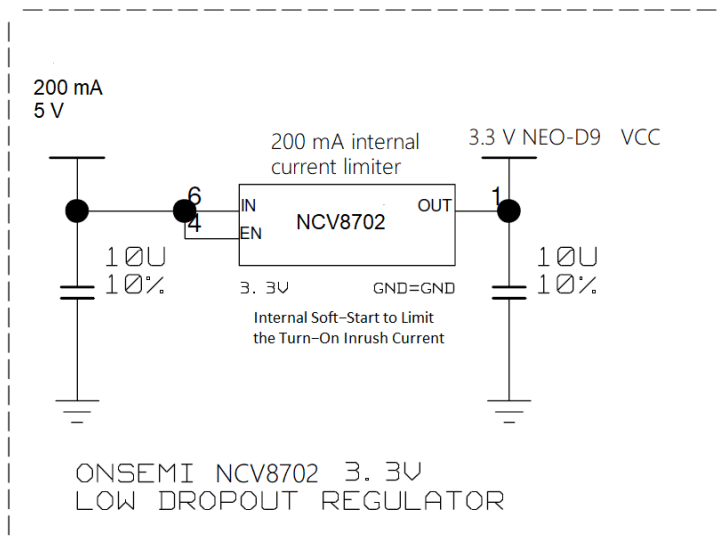 200 mA
5 V
200 mA internal
current limiter
3.3 V NEO-D9 VCC
6
IN
OUT
1
NCV8702
4
EN
10U
10%
10U
10%
3.3V
GND=GND
Internal Soft-Start to Limit
the Turn-On Inrush Current
ONSEMI NCV8702 3.3V
LOW DROPOUT REGULATOR